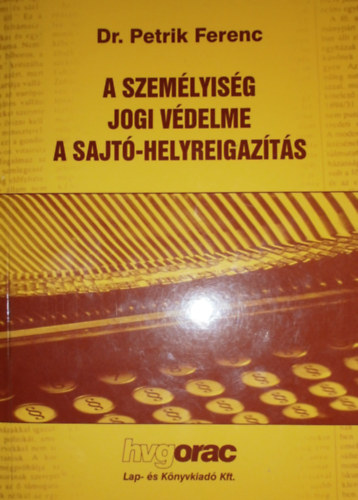 Dr. Petrik Ferenc
A SZEMÉLYISÉG
JOGI VÉDELME
A SAJTÓ-HELYREIGAZÍTÁS
§ § § § § §
hvgorac
Lap- és Könyvkiadó Kft.